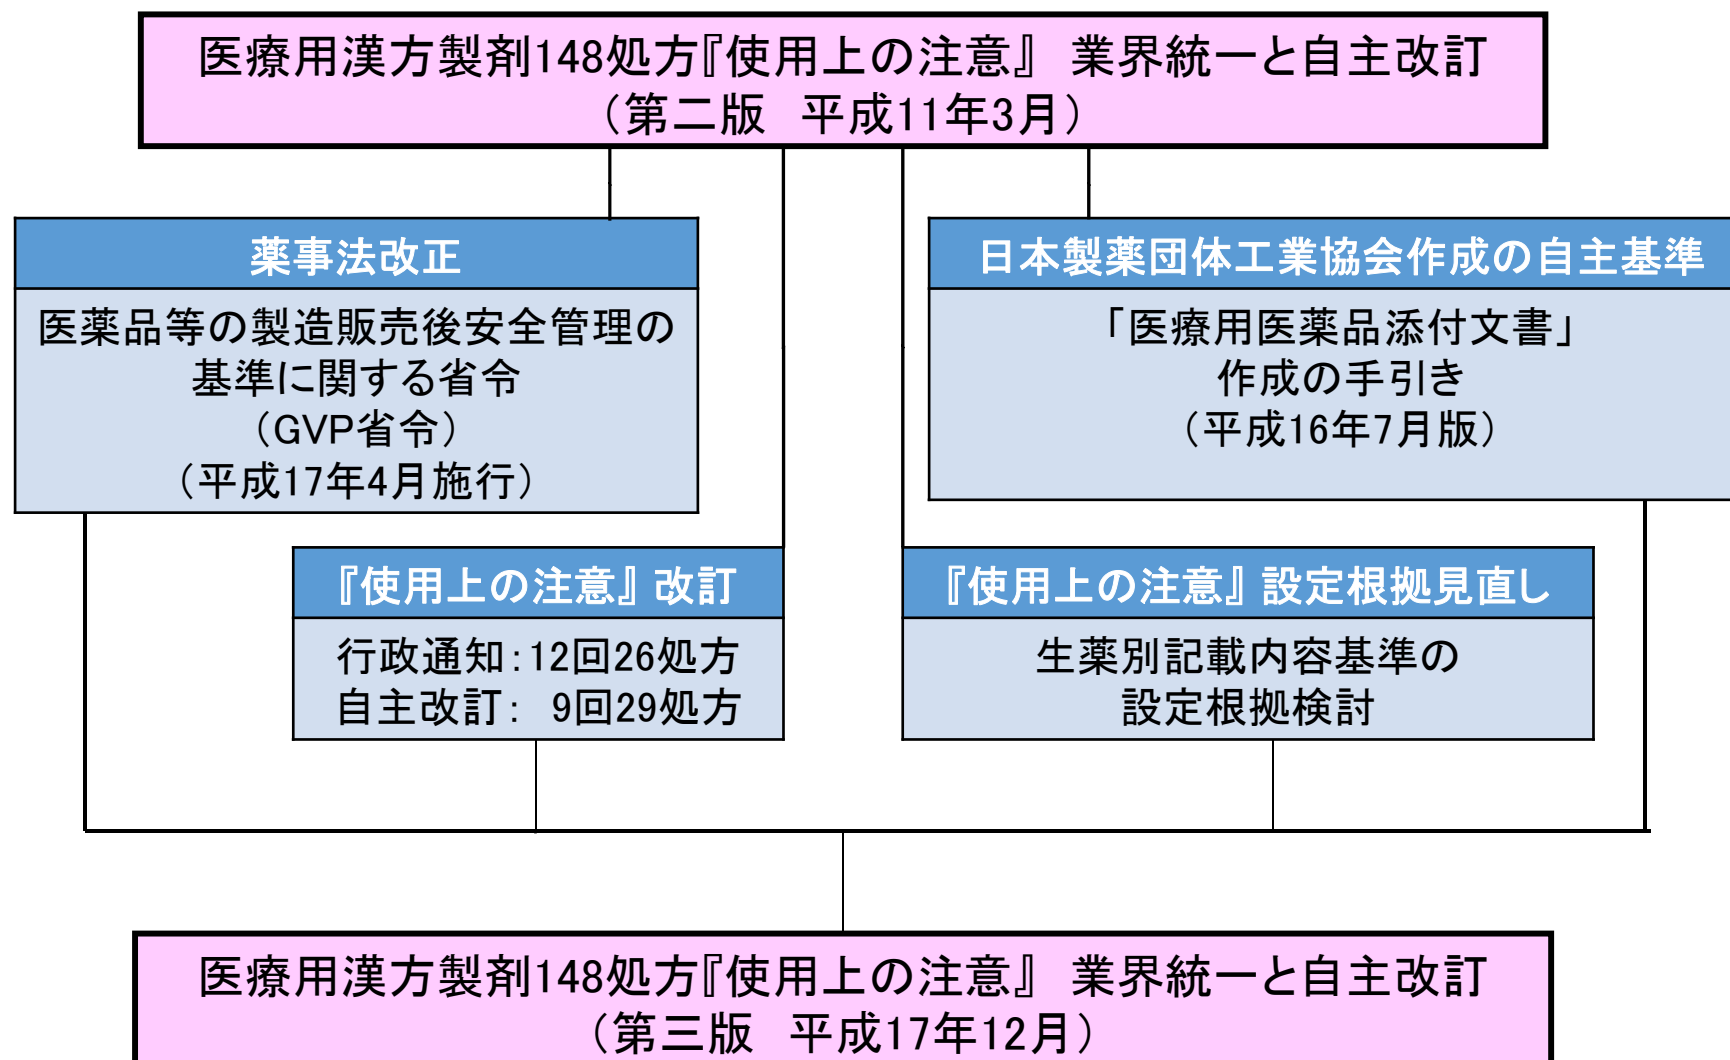 医療用漢方製剤148処方『使用上の注意』 業界統一と自主改訂
（第二版　平成11年3月）
薬事法改正
医薬品等の製造販売後安全管理の
基準に関する省令
（GVP省令）
（平成17年4月施行）
日本製薬団体工業協会作成の自主基準
「医療用医薬品添付文書」
作成の手引き
（平成16年7月版）
『使用上の注意』改訂
行政通知：12回26処方
自主改訂：　9回29処方
『使用上の注意』設定根拠見直し
生薬別記載内容基準の
設定根拠検討
医療用漢方製剤148処方『使用上の注意』 業界統一と自主改訂
（第三版　平成17年12月）